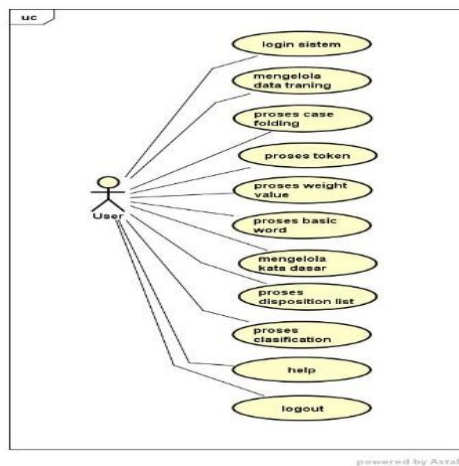 uc
login sistem
mengelola
data traning
proses case
folding
proses token
proses weight
value
User
proses basic
word
mengelola
kata dasar
proses
disposition list
proses
clasification
help
logout
powered by Asta